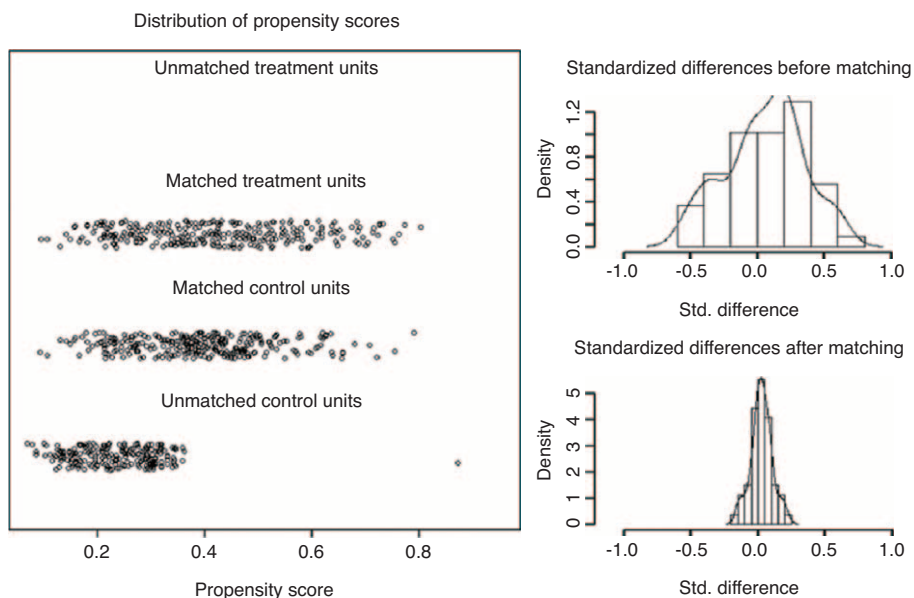 Distribution of propensity scores
Unmatched treatment units
Matched treatment units
Matched control units
Unmatched control units
0.2 0.4 0.6 0.8
Propensity score
Standardized differences before matching
Density
0.0 0.4 0.8 1.2
-1.0 -0.5 0.0 0.5 1.0
Std. difference
Standardized differences after matching
Density
0 1 2 3 4 5
-1.0 -0.5 0.0 0.5 1.0
Std. difference